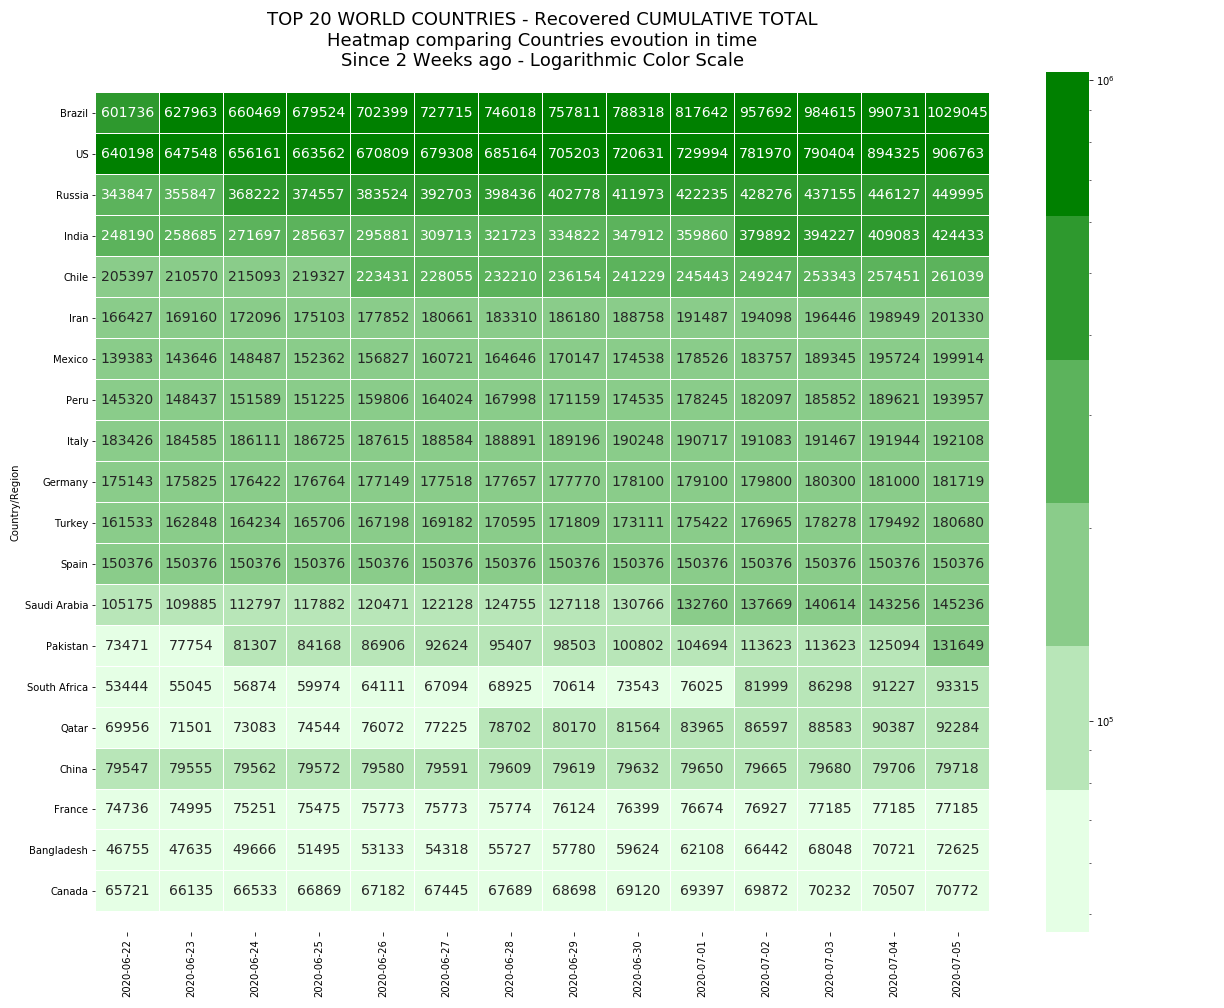 TOP 20 WORLD COUNTRIES - Recovered CUMULATIVE TOTAL
Heatmap comparing Countries evoution in time
Since 2 Weeks ago - Logarithmic Color Scale
Country/Region
Brazil 601736 627963 660469 679524 702399 727715 746018 757811 788318 817642 957692 984615 990731 1029045
US 640198 647548 656161 663562 670809 679308 685164 705203 720631 729994 781970 790404 894325 906763
Russia 343847 355847 368222 374557 383524 392703 398436 402778 411973 422235 428276 437155 446127 449995
India 248190 258685 271697 285637 295881 309713 321723 334822 347912 359860 379892 394227 409083 424433
Chile 205397 210570 215093 219327 223431 228055 232210 236154 241229 245443 249247 253343 257451 261039
Iran 166427 169160 172096 175103 177852 180661 183310 186180 188758 191487 194098 196446 198949 201330
Mexico 139383 143646 148487 152362 156827 160721 164646 170147 174538 178526 183757 189345 195724 199914
Peru 145320 148437 151589 151225 159806 164024 167998 171159 174535 178245 182097 185852 189621 193957
Italy 183426 184585 186111 186725 187615 188584 188891 189196 190248 190717 191083 191467 191944 192108
Germany 175143 175825 176422 176764 177149 177518 177657 177770 178100 179100 179800 180300 181000 181719
Turkey 161533 162848 164234 165706 167198 169182 170595 171809 173111 175422 176965 178278 179492 180680
Spain 150376 150376 150376 150376 150376 150376 150376 150376 150376 150376 150376 150376 150376 150376
Saudi Arabia 105175 109885 112797 117882 120471 122128 124755 127118 130766 132760 137669 140614 143256 145236
Pakistan 73471 77754 81307 84168 86906 92624 95407 98503 100802 104694 113623 113623 125094 131649
South Africa 53444 55045 56874 59974 64111 67094 68925 70614 73543 76025 81999 86298 91227 93315
Qatar 69956 71501 73083 74544 76072 77225 78702 80170 81564 83965 86597 88583 90387 92284
China 79547 79555 79562 79572 79580 79591 79609 79619 79632 79650 79665 79680 79706 79718
France 74736 74995 75251 75475 75773 75773 75774 76124 76399 76674 76927 77185 77185 77185
Bangladesh 46755 47635 49666 51495 53133 54318 55727 57780 59624 62108 66442 68048 70721 72625
Canada 65721 66135 66533 66869 67182 67445 67689 68698 69120 69397 69872 70232 70507 70772
2020-06-22 2020-06-23 2020-06-24 2020-06-25 2020-06-26 2020-06-27 2020-06-28 2020-06-29 2020-06-30 2020-07-01 2020-07-02 2020-07-03 2020-07-04 2020-07-05
10⁶
10⁵